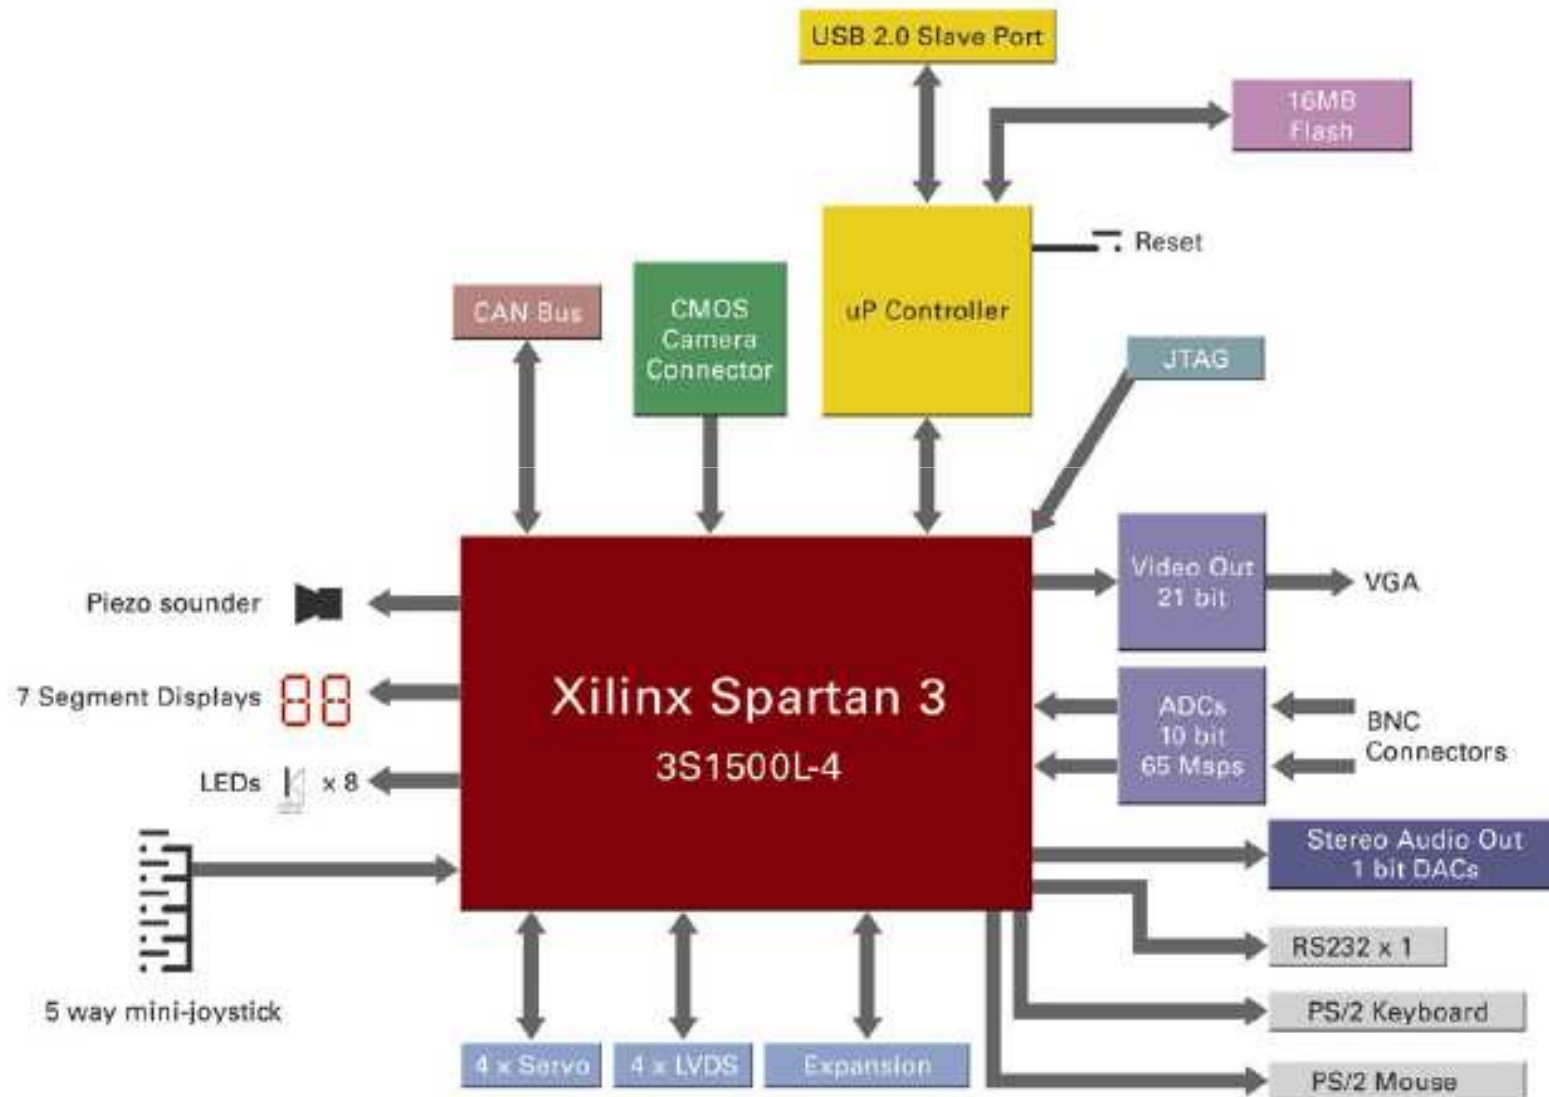 USB 2.0 Slave Port
16MB
Flash
Reset
uP Controller
CAN Bus
CMOS
Camera
Connector
JTAG
Video Out
21 bit
VGA
Piezo sounder
7 Segment Displays
88
LEDs x 8
Xilinx Spartan 3
3S1500L-4
ADCs
10 bit
65 Msps
BNC
Connectors
Stereo Audio Out
1 bit DACs
RS232 x 1
5 way mini-joystick
PS/2 Keyboard
4 x Servo
4 x LVDS
Expansion
PS/2 Mouse